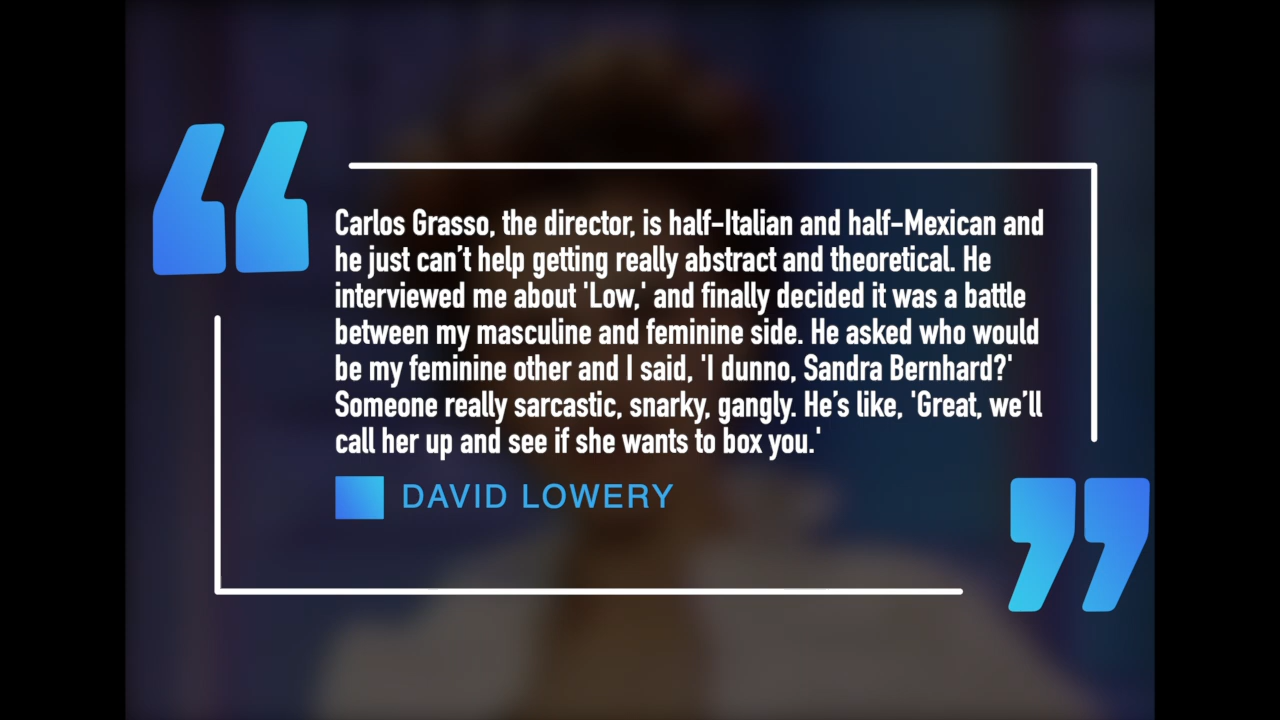 Carlos Grasso, the director, is half-Italian and half-Mexican and
he just can’t help getting really abstract and theoretical. He
interviewed me about 'Low,' and finally decided it was a battle
between my masculine and feminine side. He asked who would
be my feminine other and I said, 'I dunno, Sandra Bernhard?'
Someone really sarcastic, snarky, gangly. He’s like, 'Great, we’ll
call her up and see if she wants to box you.'
DAVID LOWERY